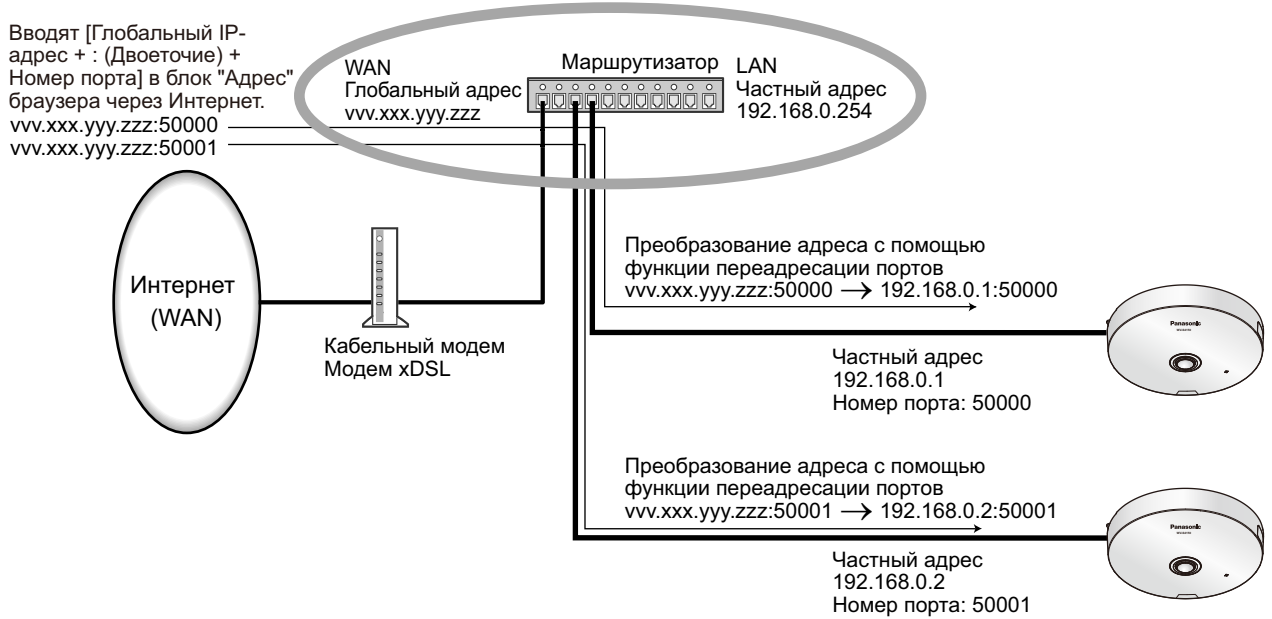 Вводят [Глобальный IP-
адрес + : (Двоеточие) +
Номер порта] в блок "Адрес"
браузера через Интернет.
vvv.xxx.yyy.zzz:50000
vvv.xxx.yyy.zzz:50001
WAN
Глобальный адрес
vvv.xxx.yyy.zzz
Маршрутизатор
LAN
Частный адрес
192.168.0.254
Интернет
(WAN)
Кабельный модем
Модем xDSL
Преобразование адреса с помощью
функции переадресации портов
vvv.xxx.yyy.zzz:50000 → 192.168.0.1:50000
Panasonic
Частный адрес
192.168.0.1
Номер порта: 50000
Преобразование адреса с помощью
функции переадресации портов
vvv.xxx.yyy.zzz:50001 → 192.168.0.2:50001
Panasonic
Частный адрес
192.168.0.2
Номер порта: 50001